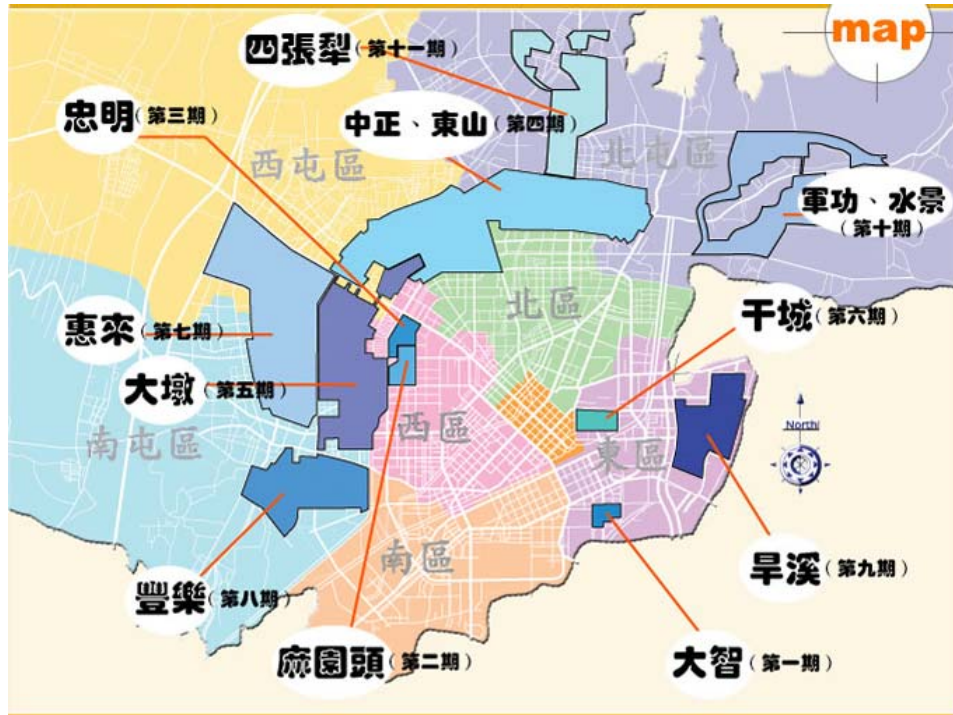 map
四張犁(第十一期)
忠明(第三期)
中正、東山(第四期)
西屯區
北屯區
軍功、水景
(第十期)
北區
干城(第六期)
惠來(第七期)
大墩(第五期)
西區
North
南屯區
東區
南區
旱溪(第九期)
豐樂(第八期)
麻園頭(第二期)
大智(第一期)